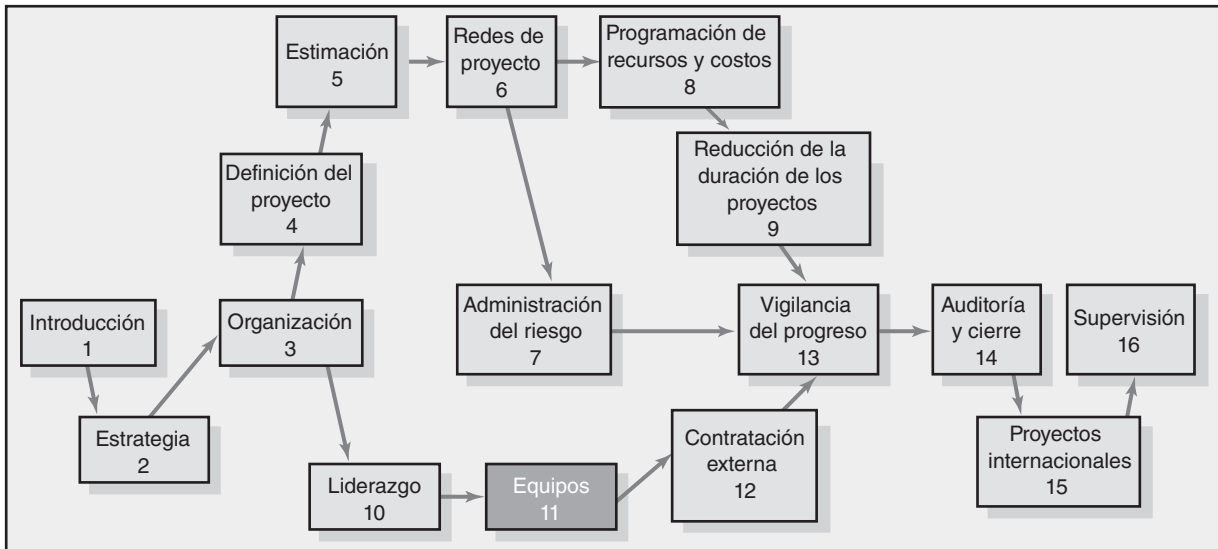 Estimación
5
Redes de
proyecto
6
Programación de
recursos y costos
8
Definición del
proyecto
4
Reducción de la
duración de los
proyectos
9
Introducción
1
Organización
3
Administración
del riesgo
7
Vigilancia
del progreso
13
Auditoría
y cierre
14
Supervisión
16
Estrategia
2
Liderazgo
10
Equipos
11
Contratación
externa
12
Proyectos
internacionales
15